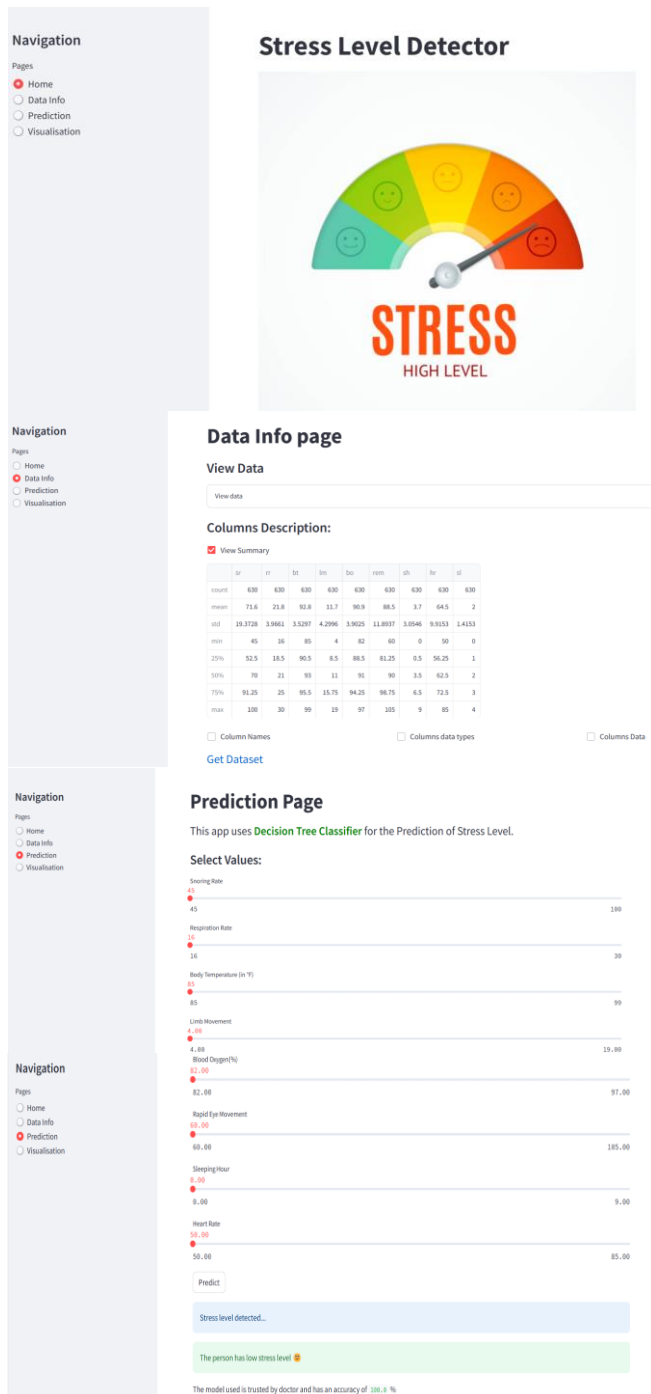 Navigation
Pages
Home
Data Info
Prediction
Visualisation
Stress Level Detector
STRESS
HIGH LEVEL
Navigation
Pages
Home
Data Info
Prediction
Visualisation
Data Info page
View Data
View data
Columns Description:
View Summary
sr rr bt lm bo rem sh hr sl
count 630 630 630 630 630 630 630 630 630
mean 71.6 21.8 92.8 11.7 90.9 88.5 3.7 64.5 2
std 19.3728 3.9661 3.5297 4.2996 3.9025 11.8937 3.0546 9.9153 1.4153
min 45 16 85 4 82 60 0 50 0
25% 52.5 18.5 90.5 8.5 88.5 81.25 0.5 56.25 1
50% 70 21 93 11 91 90 3.5 62.5 2
75% 91.25 25 95.5 15.75 94.25 98.75 6.5 72.5 3
max 100 30 99 19 97 105 9 85 4
Column Names Columns data types Columns Data
Get Dataset
Navigation
Pages
Home
Data Info
Prediction
Visualisation
Prediction Page
This app uses Decision Tree Classifier for the Prediction of Stress Level.
Select Values:
Snoring Rate
45
45 100
Respiration Rate
16
16 30
Body Temperature (in °F)
85
85 99
Limb Movement
4.00
4.00 19.00
Navigation
Pages
Home
Data Info
Prediction
Visualisation
Blood Oxygen(%)
82.00
82.00 97.00
Rapid Eye Movement
60.00
60.00 105.00
Sleeping Hour
0.00
0.00 9.00
Heart Rate
50.00
50.00 85.00
Predict
Stress level detected...
The person has low stress level
The model used is trusted by doctor and has an accuracy of 100.0 %